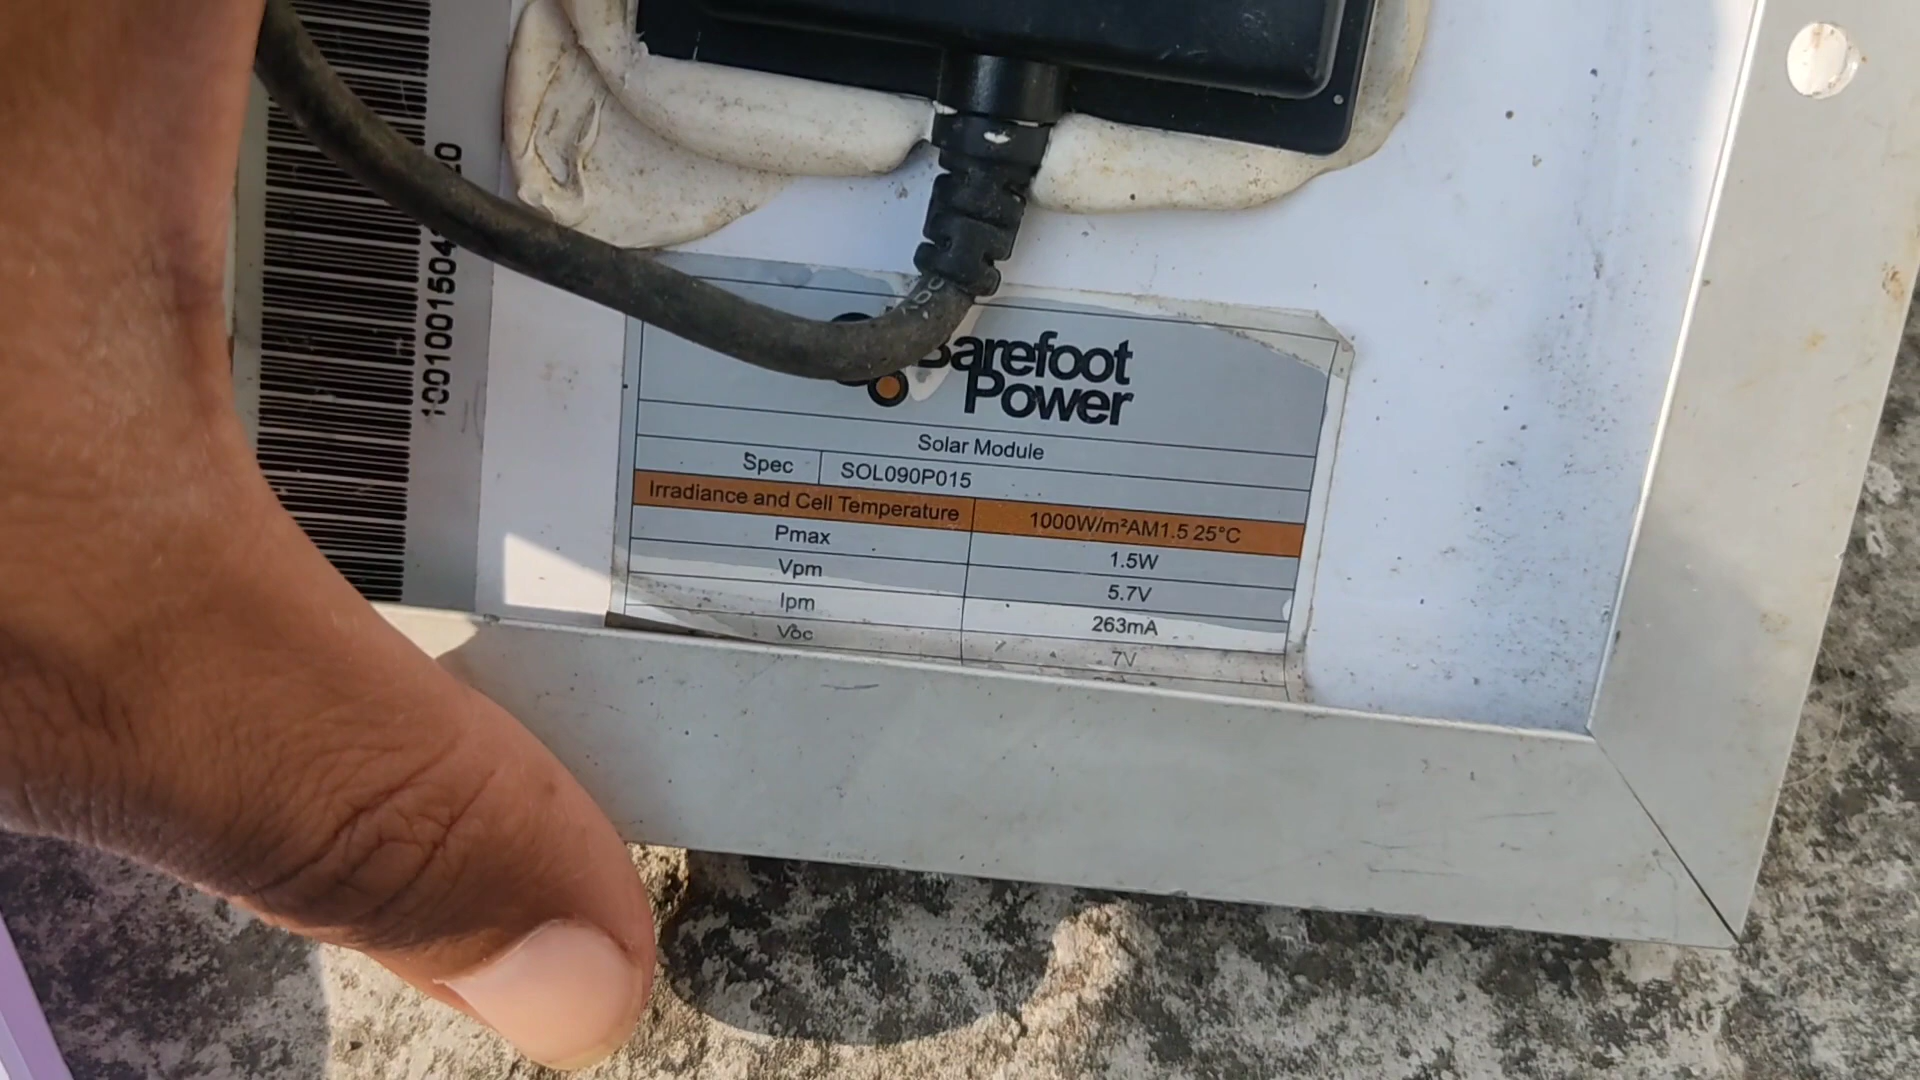 Barefoot
Power
Solar Module
Spec SOL090P015
Irradiance and Cell Temperature 1000W/m²AM1.5 25°C
Pmax 1.5W
Vpm 5.7V
Ipm 263mA
Voc 7V